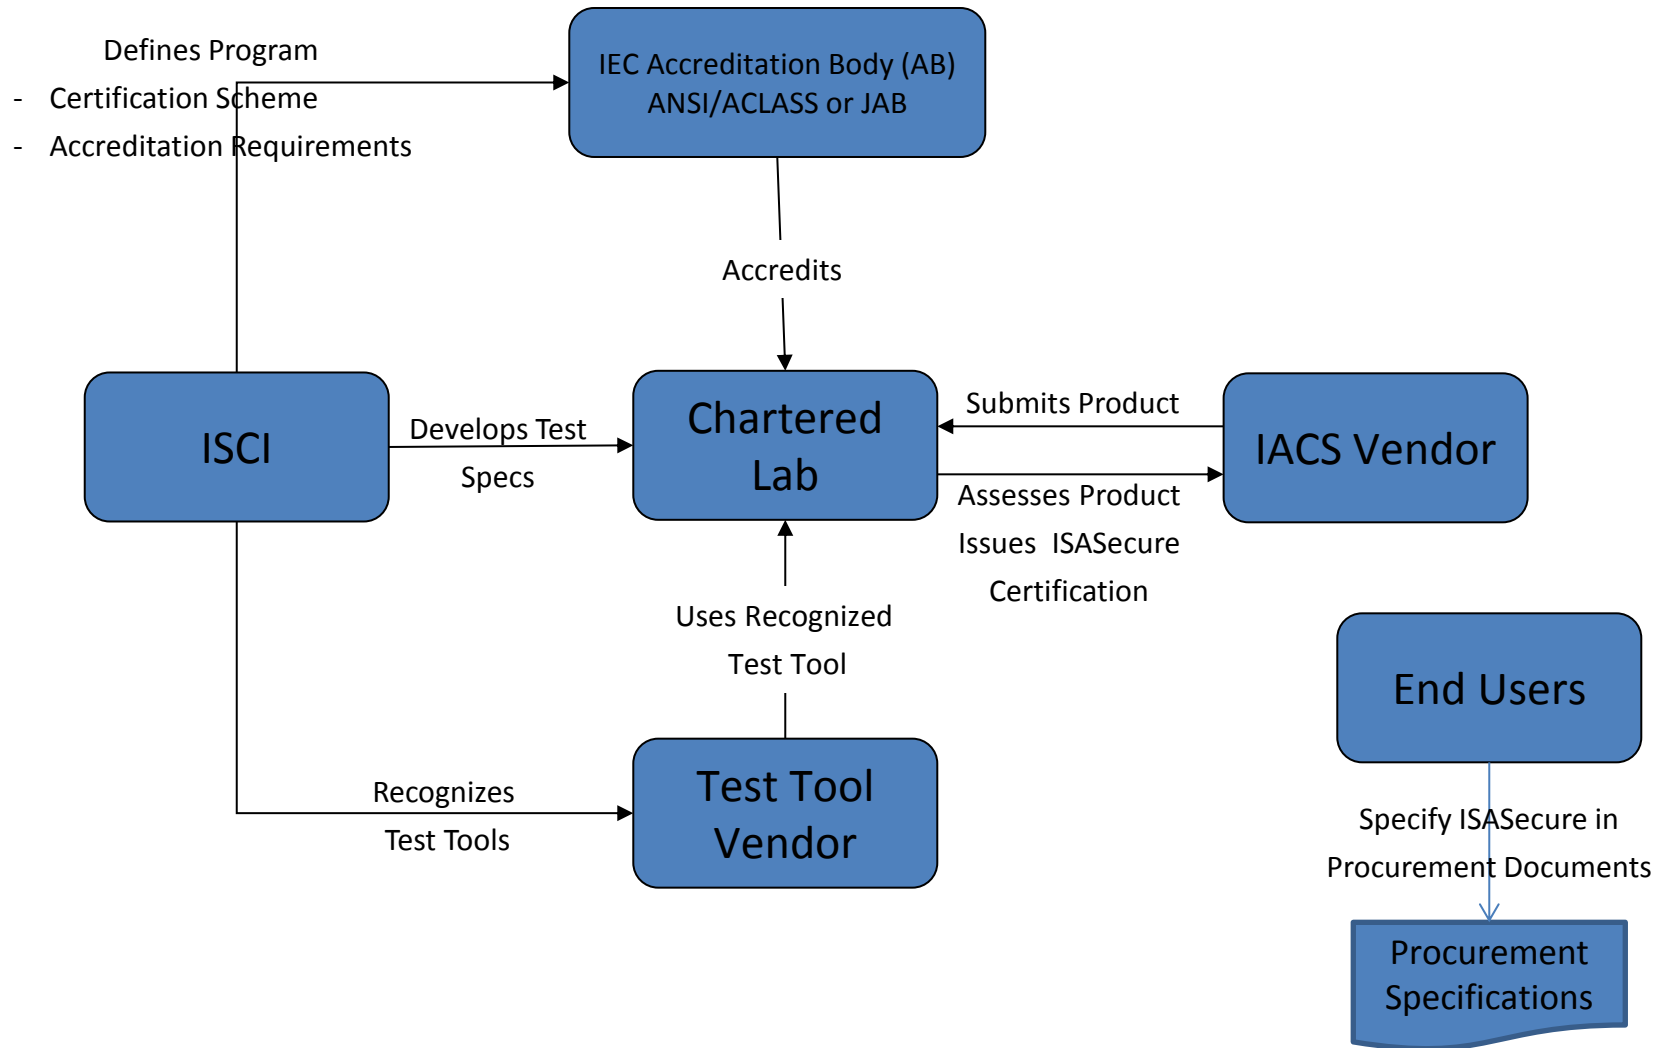 Defines Program
- Certification Scheme
- Accreditation Requirements
IEC Accreditation Body (AB)
ANSI/ACLASS or JAB
Accredits
ISCI
Develops Test
Specs
Chartered
Lab
Submits Product
Assesses Product
Issues ISASecure
Certification
IACS Vendor
Uses Recognized
Test Tool
Recognizes
Test Tools
Test Tool
Vendor
End Users
Specify ISASecure in
Procurement Documents
Procurement
Specifications